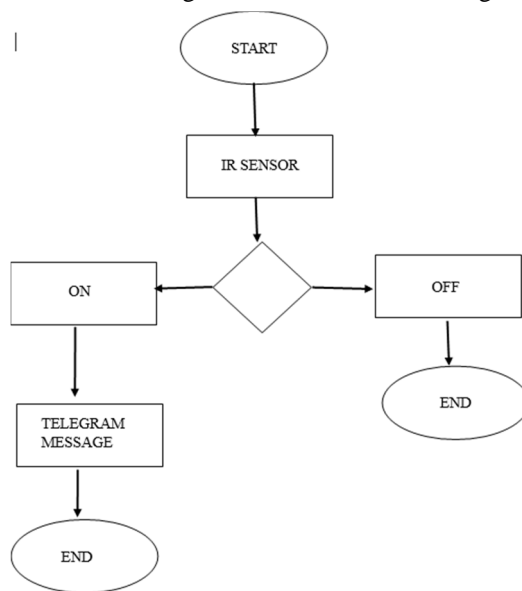 START
IR SENSOR
ON
OFF
END
TELEGRAM
MESSAGE
END